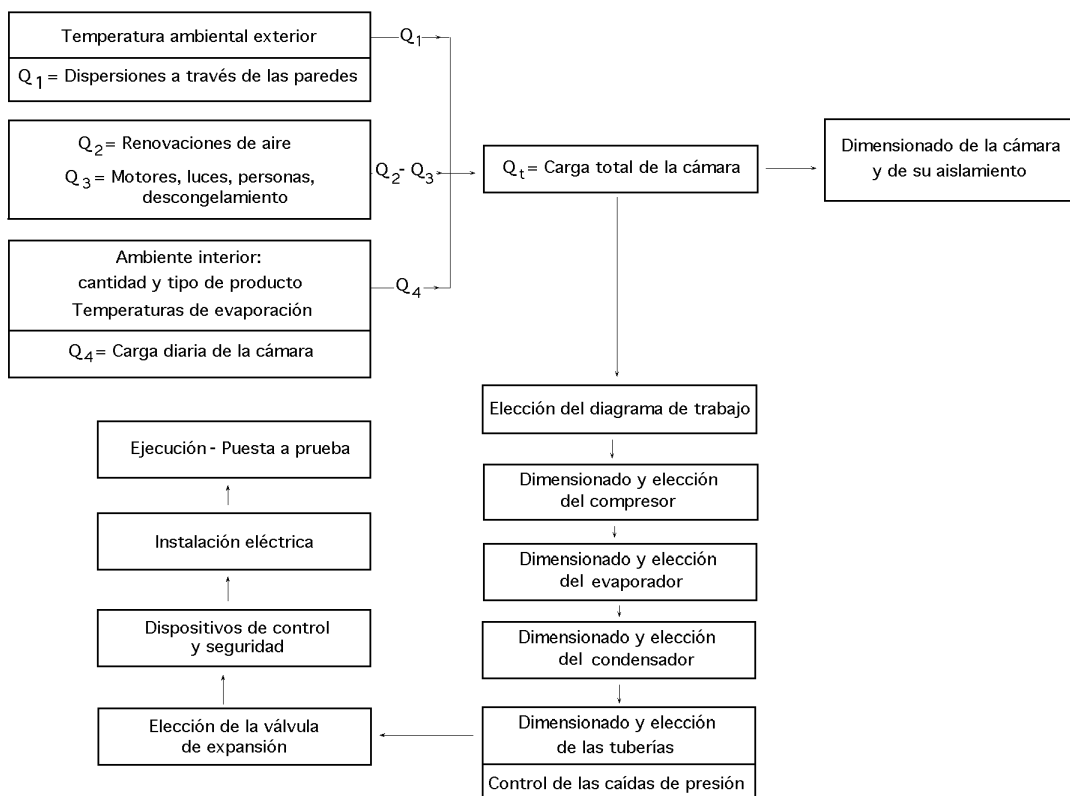 Temperatura ambiental exterior
Q1= Dispersiones a través de las paredes
Q1
Q2= Renovaciones de aire
Q3= Motores, luces, personas,
descongelamiento
Q2- Q3
Qt= Carga total de la cámara
Dimensionado de la cámara
y de su aislamiento
Ambiente interior:
cantidad y tipo de producto
Temperaturas de evaporación
Q4= Carga diaria de la cámara
Q4
Elección del diagrama de trabajo
Dimensionado y elección
del compresor
Dimensionado y elección
del evaporador
Dimensionado y elección
del condensador
Dimensionado y elección
de las tuberías
Control de las caídas de presión
Elección de la válvula
de expansión
Dispositivos de control
y seguridad
Instalación eléctrica
Ejecución - Puesta a prueba